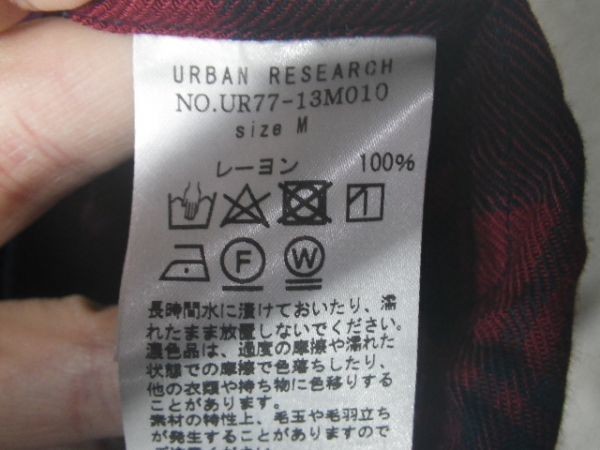 URBAN RESEARCH
NO.UR77-13M010
size M
レーヨン 100%
F W
長時間水に漬けておいたり、濡
れたまま放置しないでください。
濃色品は、過度の摩擦や濡れた
状態での摩擦で色落ちしたり、
他の衣類や持ち物に色移りする
ことがあります。
素材の特性上、毛玉や毛羽立ち
が発生することがありますので